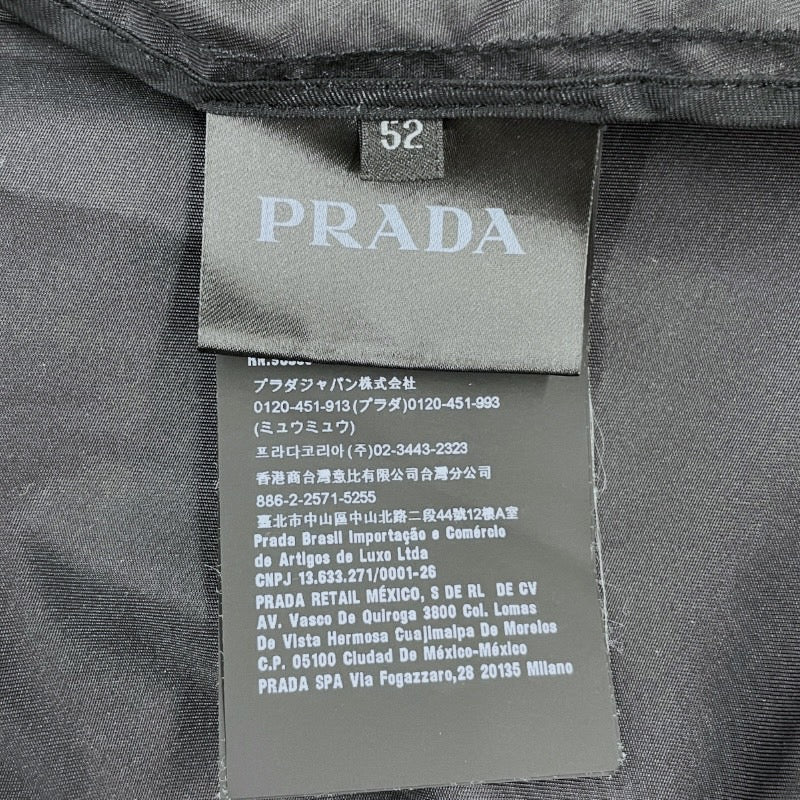 52
PRADA
プラダジャパン株式会社
0120-451-913(プラダ)0120-451-993
(ミュウミュウ)
프라다코리아(주)02-3443-2323
香港商台灣意比有限公司台灣分公司
886-2-2571-5255
臺北市中山區中山北路二段44號12樓A室
Prada Brasil Importação e Comércio
de Artigos de Luxo Ltda
CNPJ 13.633.271/0001-26
PRADA RETAIL MÉXICO, S DE RL DE CV
AV. Vasco De Quiroga 3800 Col. Lomas
De Vista Hermosa Cuajimalpa De Morelos
C.P. 05100 Ciudad De México-México
PRADA SPA Via Fogazzaro,28 20135 Milano